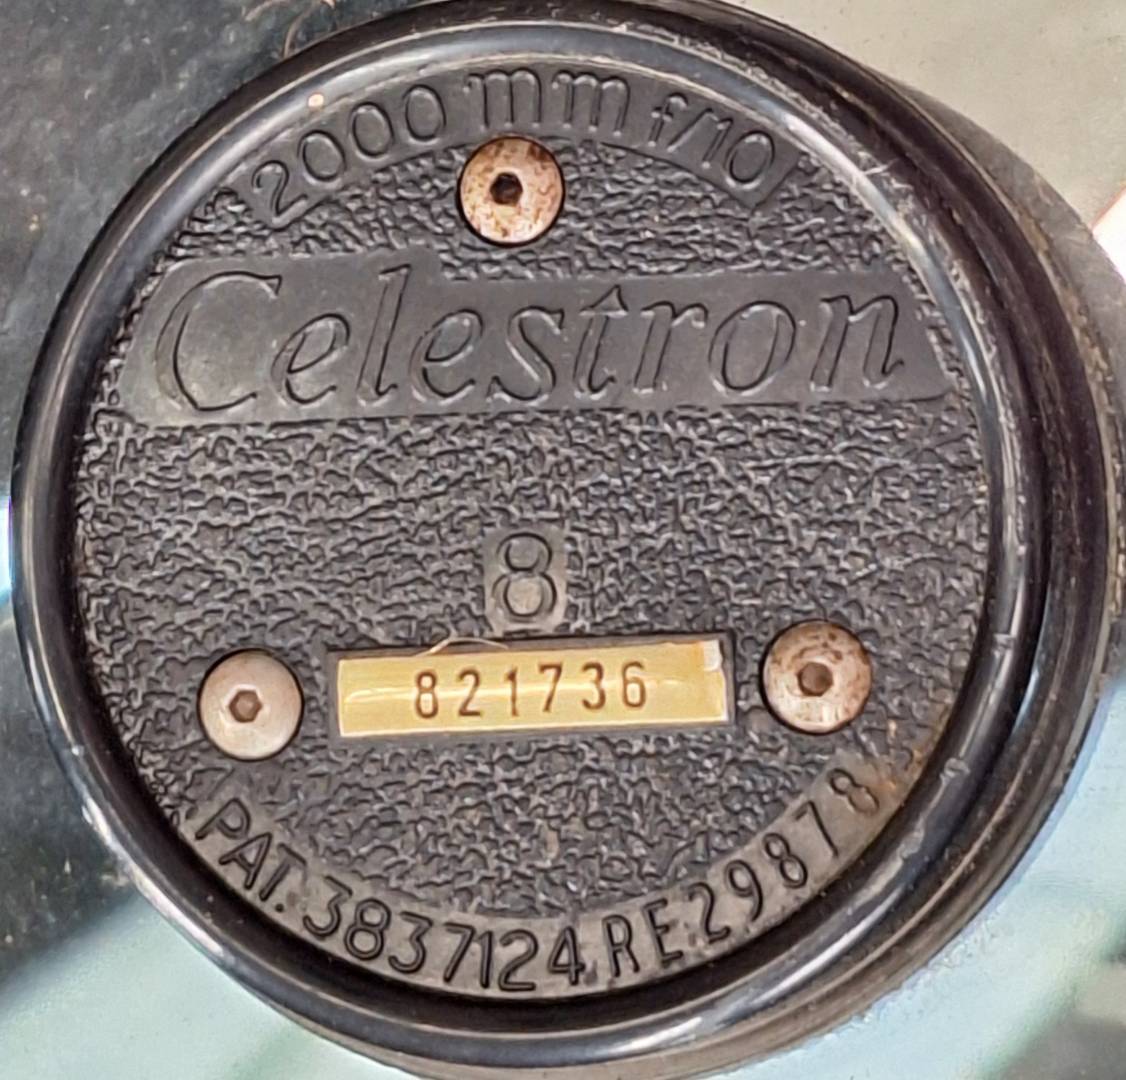 2000 mm f/10
Celestron
8
821736
PAT. 3837124 RE 29878